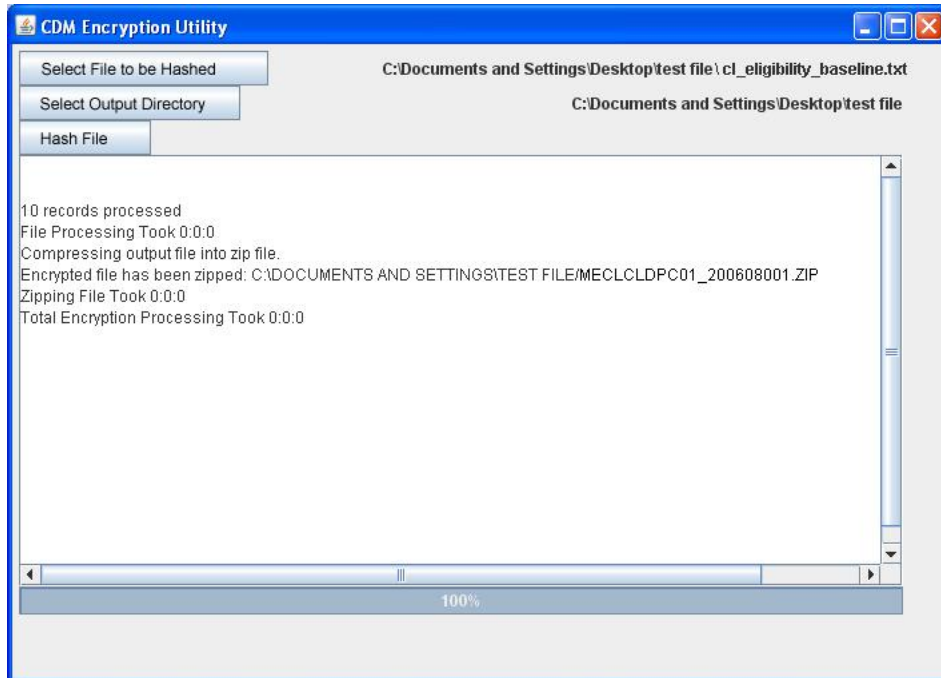 CDM Encryption Utility
Select File to be Hashed C:\Documents and Settings\Desktop\test file\ cl_eligibility_baseline.txt
Select Output Directory C:\Documents and Settings\Desktop\test file
Hash File
10 records processed
File Processing Took 0:0:0
Compressing output file into zip file.
Encrypted file has been zipped: C:\DOCUMENTS AND SETTINGS\TEST FILE/MECLCLDPC01_200608001.ZIP
Zipping File Took 0:0:0
Total Encryption Processing Took 0:0:0
100%